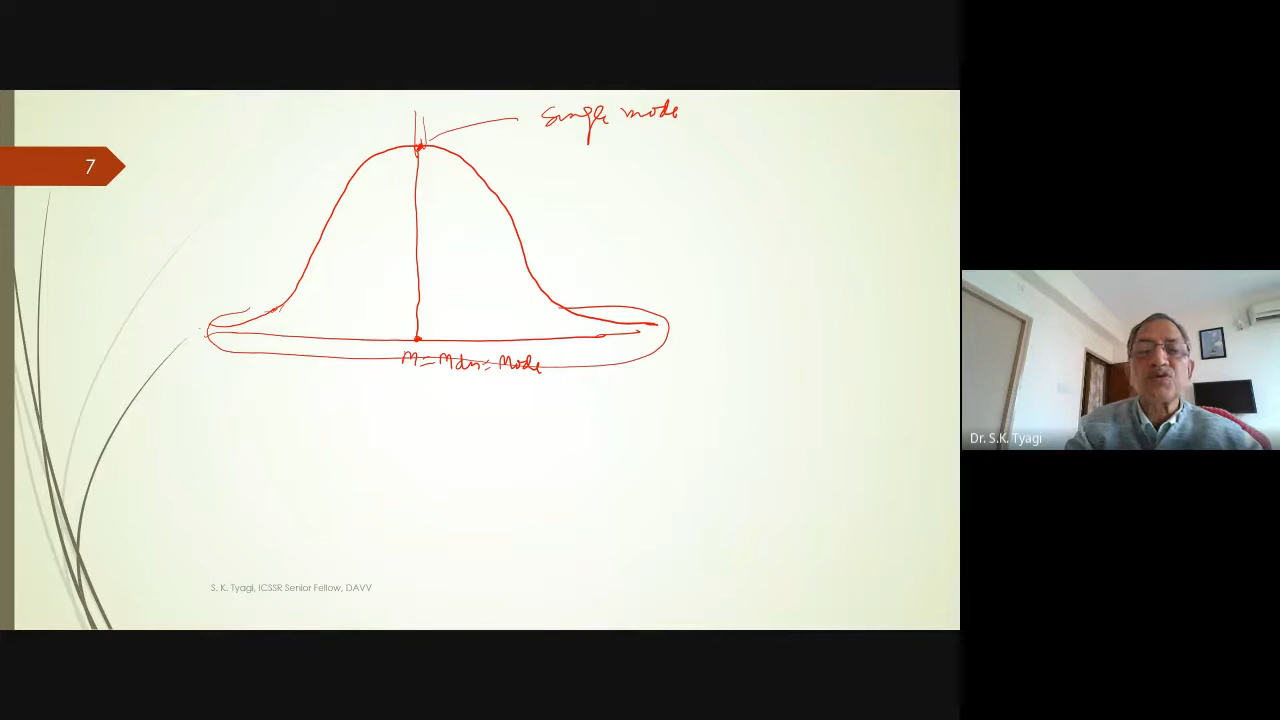 Single mode
7
M = Mdn = Mode
Dr. S.K. Tyagi
S. K. Tyagi, ICSSR Senior Fellow, DAVV